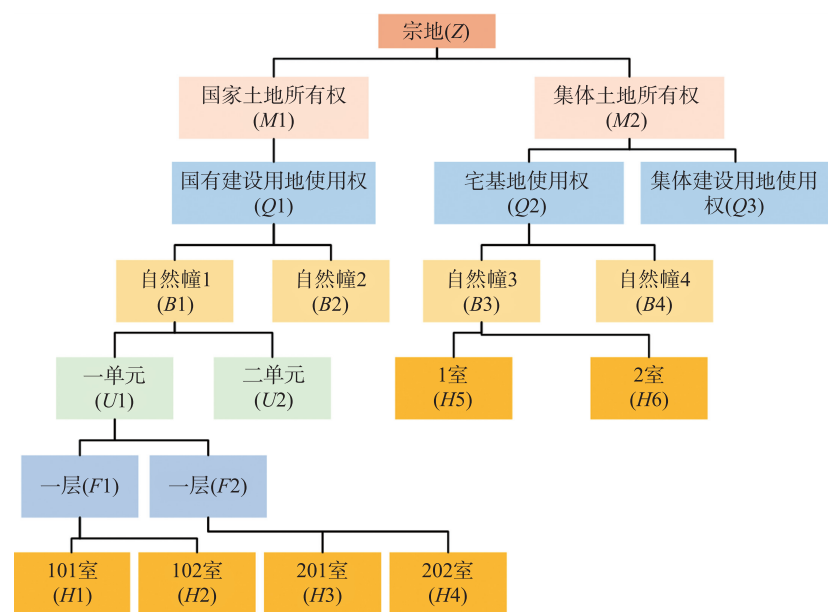 宗地(Z)
国家土地所有权
(M1)
集体土地所有权
(M2)
国有建设用地使用权
(Q1)
宅基地使用权
(Q2)
集体建设用地使用
权(Q3)
自然幢1
(B1)
自然幢2
(B2)
自然幢3
(B3)
自然幢4
(B4)
一单元
(U1)
二单元
(U2)
1室
(H5)
2室
(H6)
一层(F1)
一层(F2)
101室
(H1)
102室
(H2)
201室
(H3)
202室
(H4)